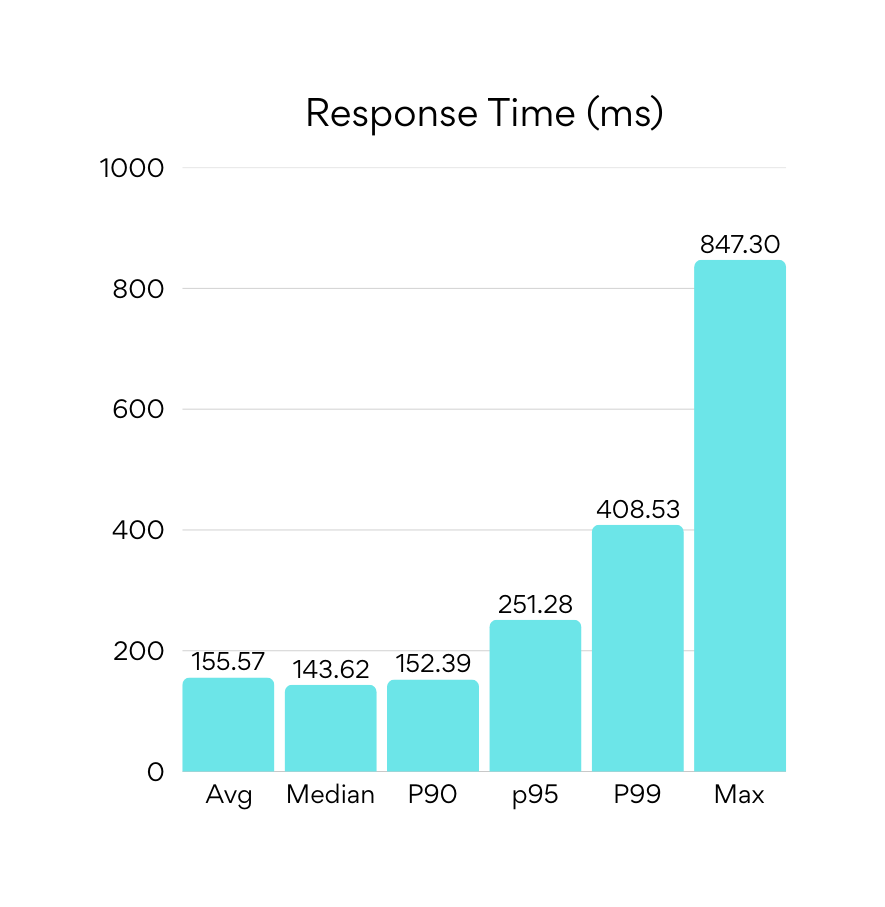 Response Time (ms)
1000
800
600
400
200
0
155.57
143.62
152.39
251.28
408.53
847.30
Avg
Median
P90
p95
P99
Max